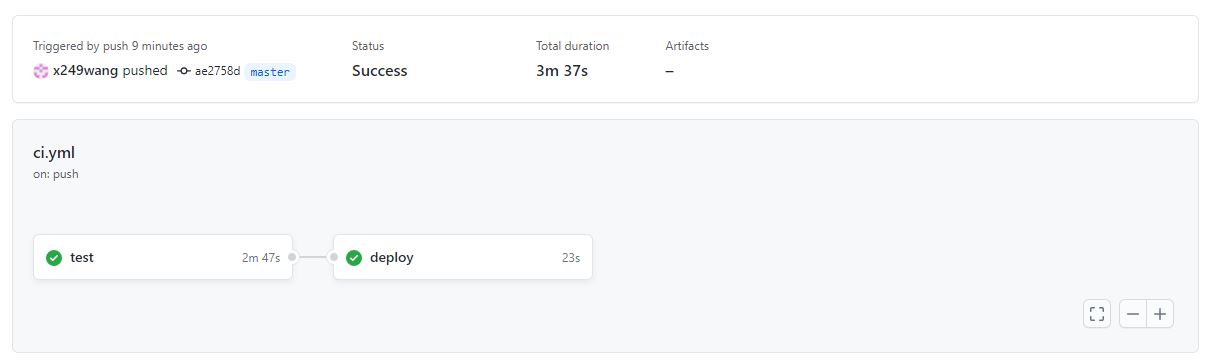 Triggered by push 9 minutes ago
x249wang pushed ae2758d master
Status
Success
Total duration
3m 37s
Artifacts
–
ci.yml
on: push
test 2m 47s
deploy 23s